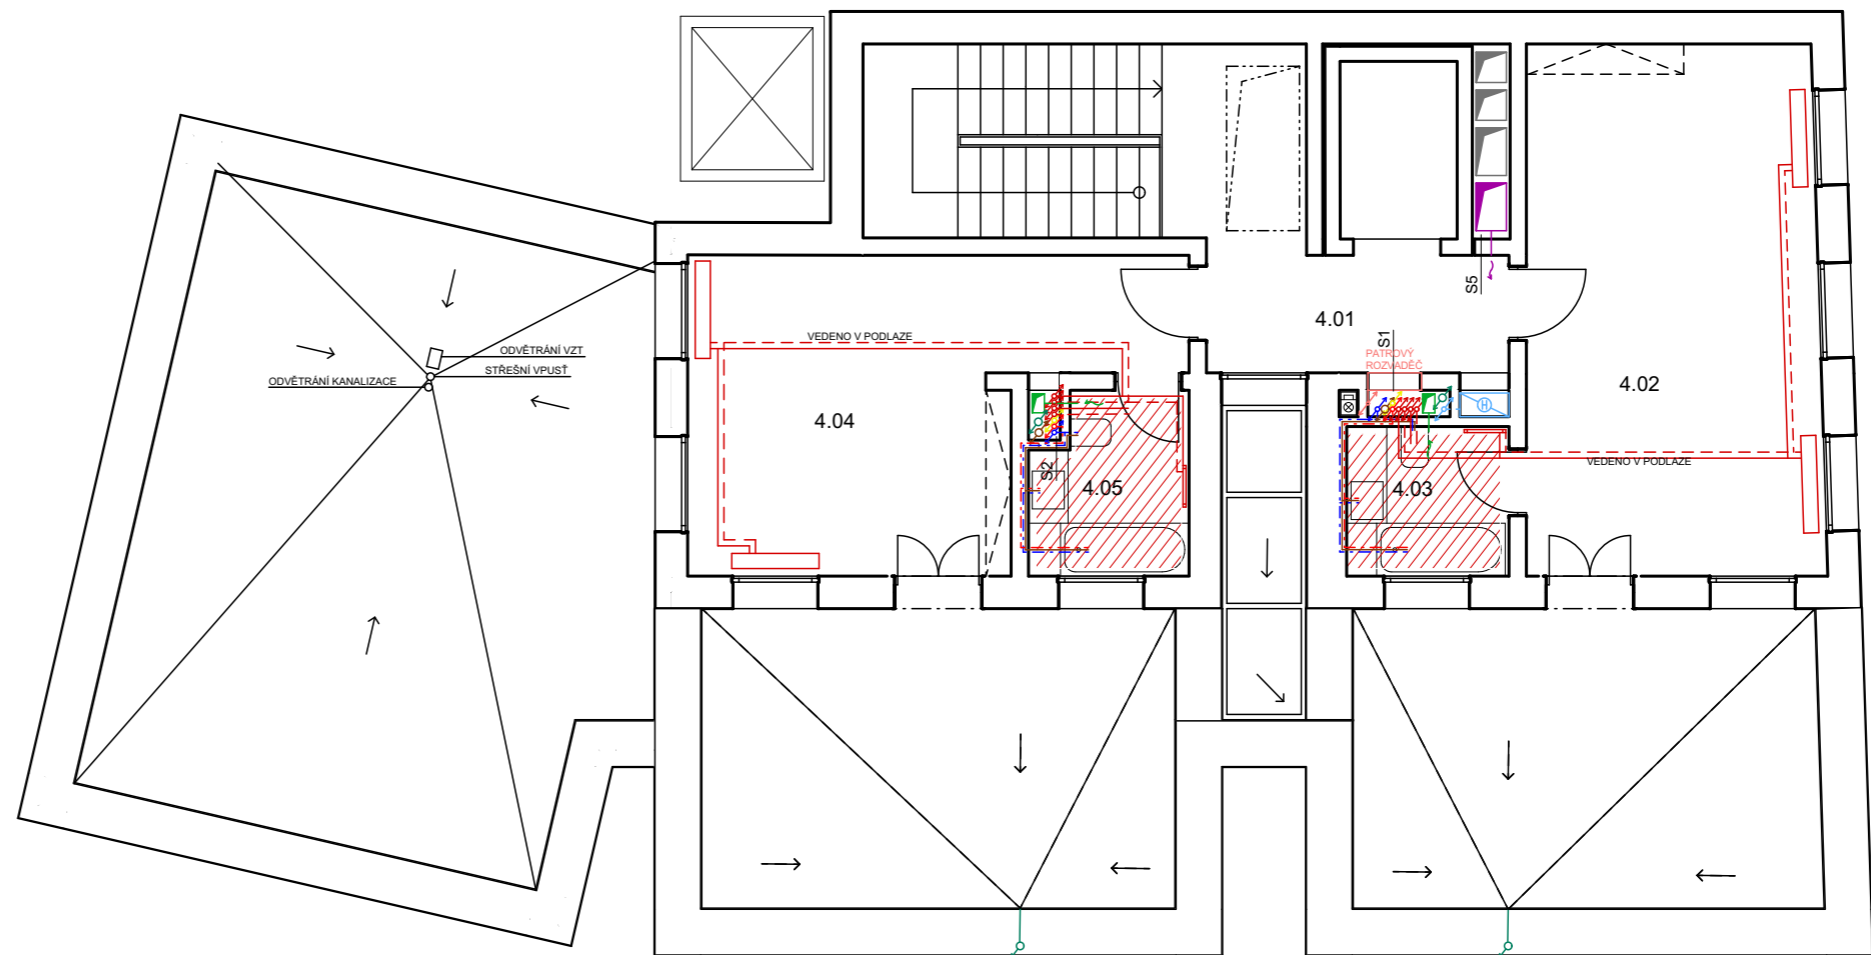 S5
4.01
S1
VEDENO V PODLAZE
ODVĚTRÁNÍ VZT
PATROVÝ
ROZVADĚČ
STŘEŠNÍ VPUSŤ
ODVĚTRÁNÍ KANALIZACE
4.02
H
4.04
VEDENO V PODLAZE
S2
4.05
4.03